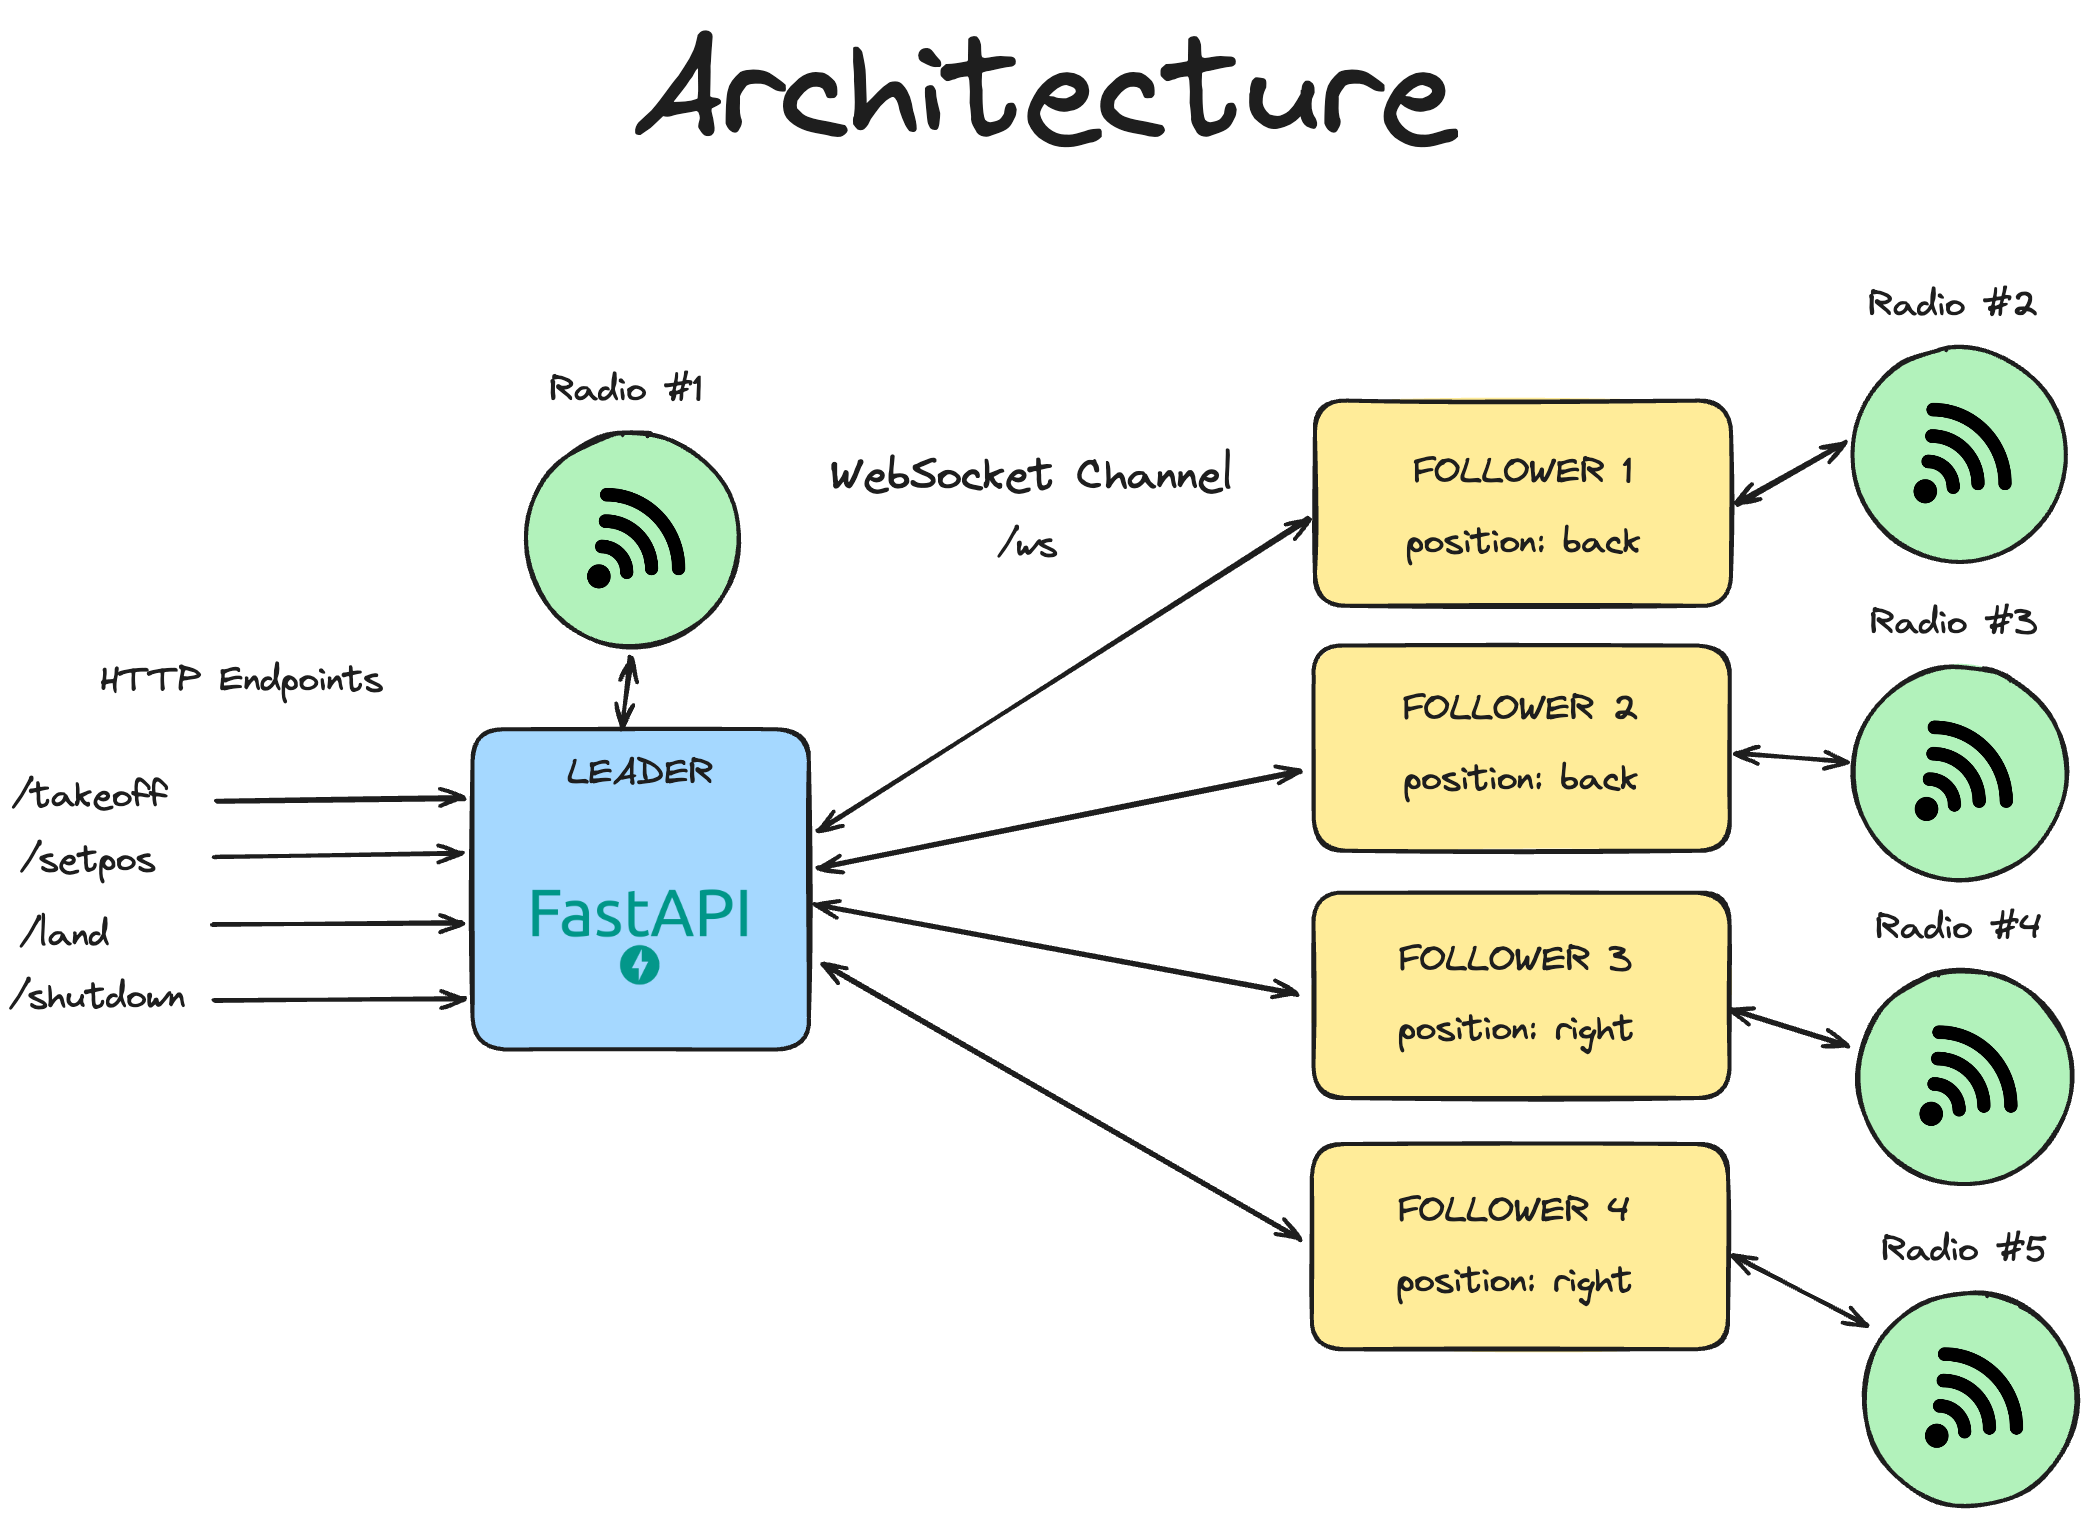 Architecture
Radio #1
WebSocket Channel
/ws
HTTP Endpoints
/takeoff
/setpos
/land
/shutdown
LEADER
FastAPI
FOLLOWER 1
position: back
FOLLOWER 2
position: back
FOLLOWER 3
position: right
FOLLOWER 4
position: right
Radio #2
Radio #3
Radio #4
Radio #5